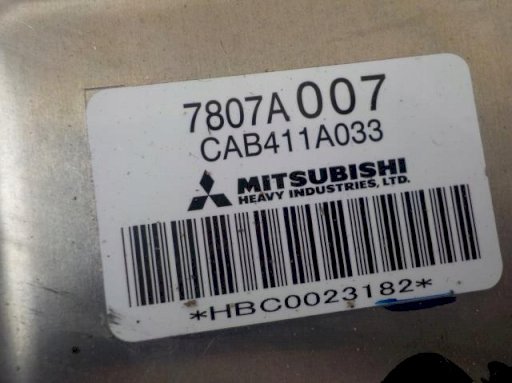 7807A007
CAB411A033
MITSUBISHI
HEAVY INDUSTRIES, LTD.
*HBC0023182*